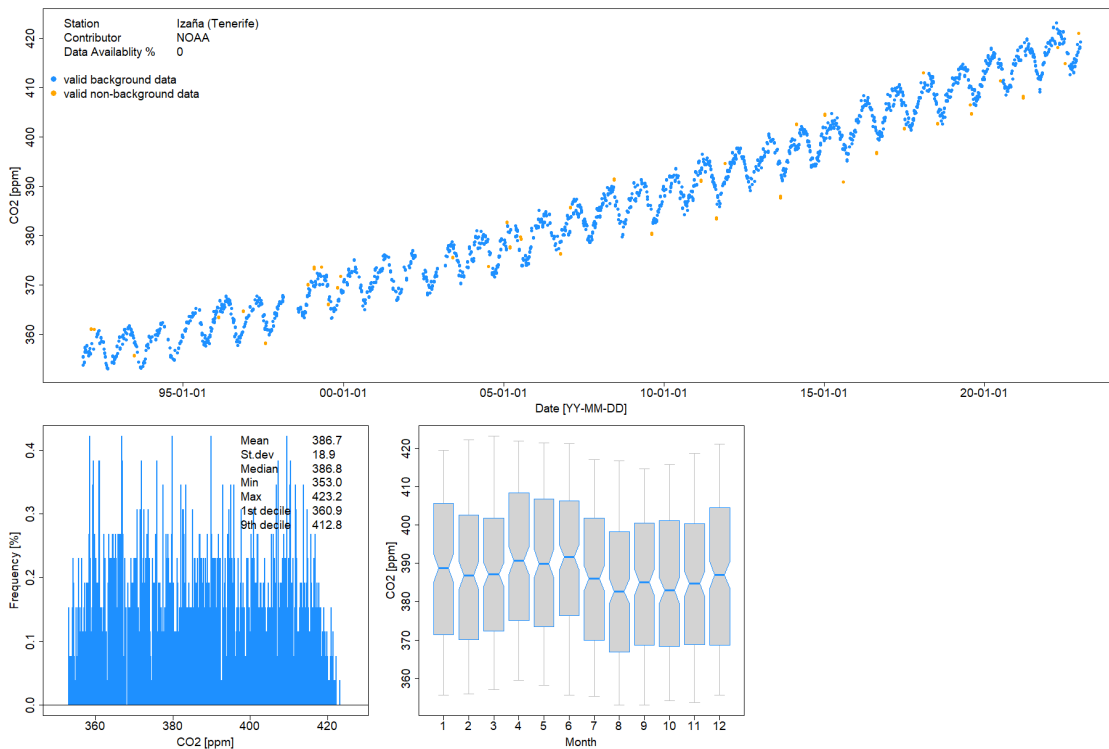 Station Izaña (Tenerife)
Contributor NOAA
Data Availablity % 0
valid background data
valid non-background data
CO2 [ppm]
360 370 380 390 400 410 420
95-01-01 00-01-01 05-01-01 10-01-01 15-01-01 20-01-01
Date [YY-MM-DD]
Mean 386.7
St.dev 18.9
Median 386.8
Min 353.0
Max 423.2
1st decile 360.9
9th decile 412.8
Frequency [%]
0.0 0.1 0.2 0.3 0.4
360 380 400 420
CO2 [ppm]
CO2 [ppm]
360 370 380 390 400 410 420
1 2 3 4 5 6 7 8 9 10 11 12
Month